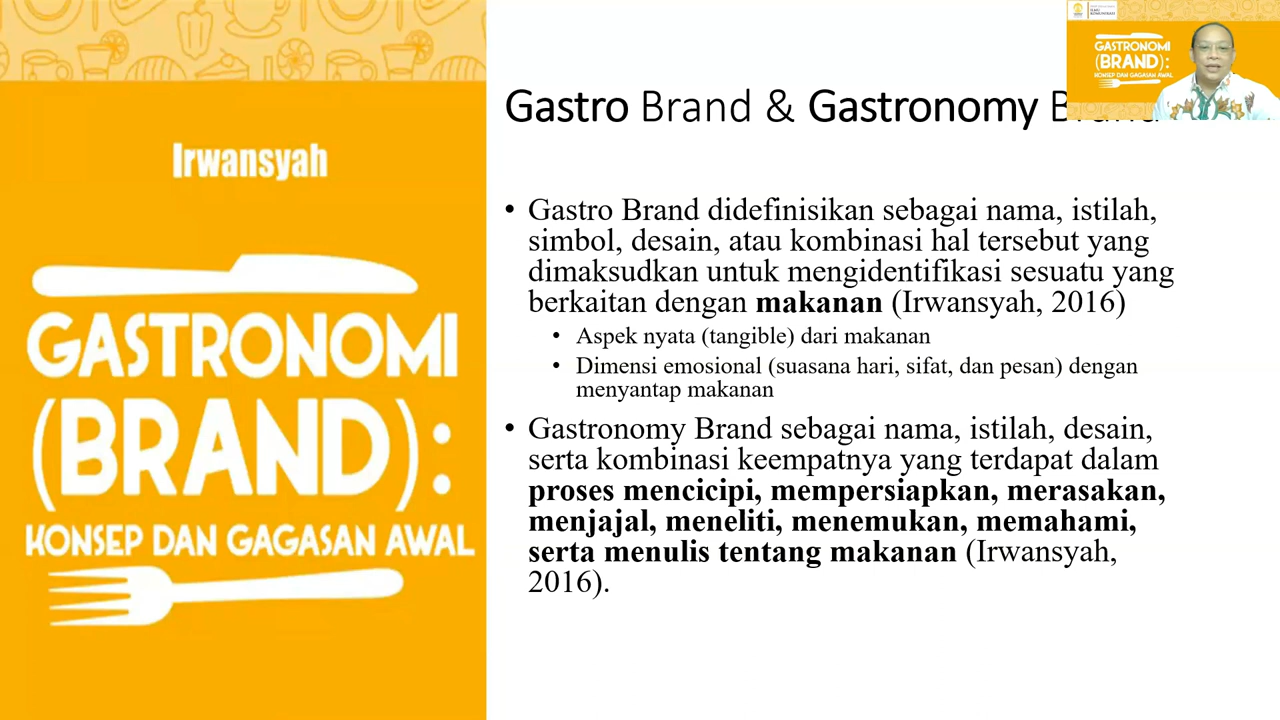 Irwansyah
GASTRONOMI
(BRAND):
KONSEP DAN GAGASAN AWAL
Gastro Brand & Gastronomy
• Gastro Brand didefinisikan sebagai nama, istilah,
simbol, desain, atau kombinasi hal tersebut yang
dimaksudkan untuk mengidentifikasi sesuatu yang
berkaitan dengan makanan (Irwansyah, 2016)
• Aspek nyata (tangible) dari makanan
• Dimensi emosional (suasana hari, sifat, dan pesan) dengan
menyantap makanan
• Gastronomy Brand sebagai nama, istilah, desain,
serta kombinasi keempatnya yang terdapat dalam
proses mencicipi, mempersiapkan, merasakan,
menjajal, meneliti, menemukan, memahami,
serta menulis tentang makanan (Irwansyah,
2016).
GASTRONOMI
(BRAND):
KONSEP DAN GAGASAN AWAL